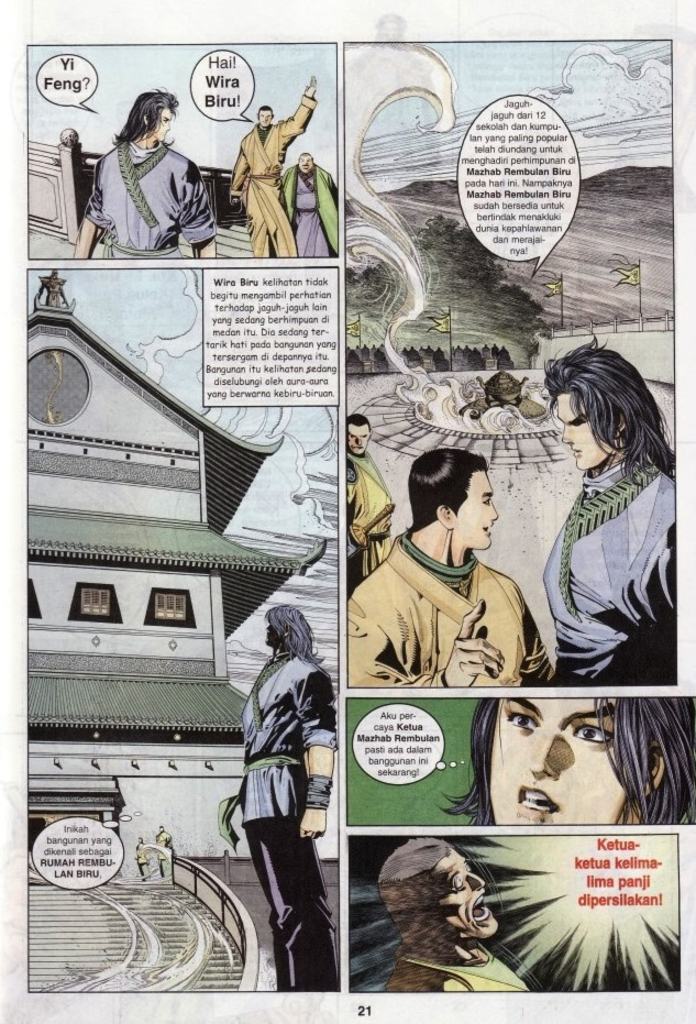 Yi
Feng?
Hai!
Wira
Biru!
Jaguh-
jaguh dari 12
sekolah dan kumpu-
lan yang paling popular
telah diundang untuk
menghadiri perhimpunan di
Mazhab Rembulan Biru
pada hari ini. Nampaknya
Mazhab Rembulan Biru
sudah bersedia untuk
bertindak menakluki
dunia kepahlawanan
dan merajai-
nya!
Wira Biru kelihatan tidak
begitu mengambil perhatian
terhadap jaguh-jaguh lain
yang sedang berhimpuan di
medan itu. Dia sedang ter-
tarik hati pada bangunan yang
tersergam di depannya itu.
Bangunan itu kelihatan sedang
diselubungi oleh aura-aura
yang berwarna kebiru-biruan.
Inikah
bangunan yang
dikenali sebagai
RUMAH REMBU-
LAN BIRU,
Aku per-
caya Ketua
Mazhab Rembulan
pasti ada dalam
banggunan ini
sekarang!
Ketua-
ketua kelima-
lima panji
dipersilakan!
21